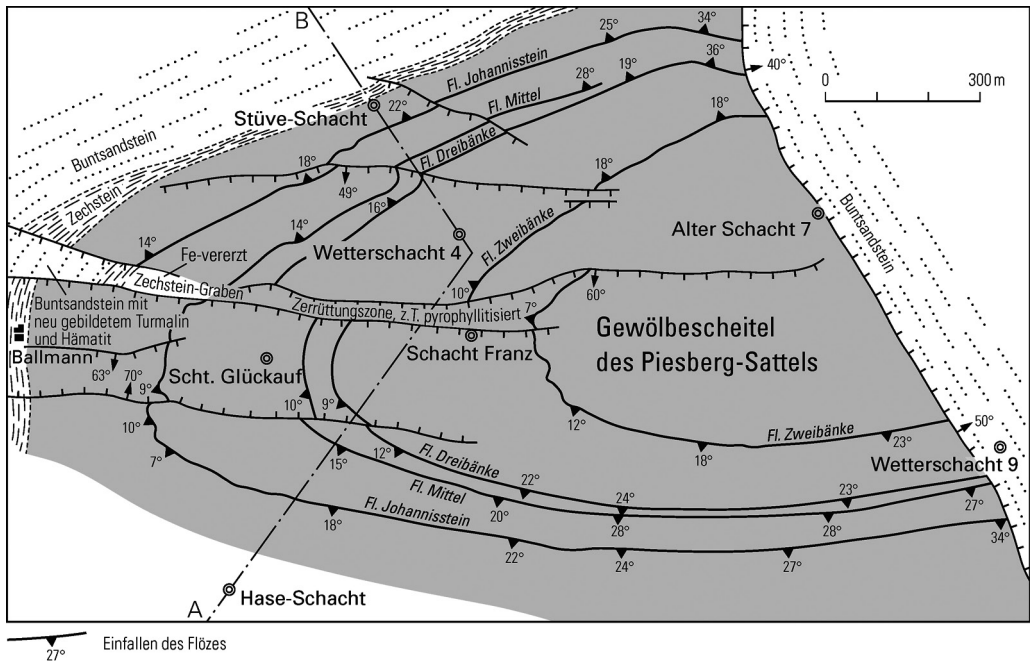 B
34°
25°
36°
Fl. Johannisstein
28°
19°
40°
0
300 m
Fl. Mittel
22°
Stüve-Schacht
18°
Fl. Dreibänke
Buntsandstein
18°
18°
49°
Zechstein
16°
Buntsandstein
14°
Alter Schacht 7
14°
Wetterschacht 4
Fl. Zweibänke
Fe-vererzt
Zechstein-Graben
10°
60°
Buntsandstein mit
neu gebildetem Turmalin
und Hämatit
Zerrüttungszone, z.T. pyrophyllitisiert
7°
Gewölbescheitel
des Piesberg-Sattels
Ballmann
Schacht Franz
63°
70°
9°
Scht. Glückauf
10°
9°
12°
50°
10°
Fl. Zweibänke
23°
18°
7°
15°
12°
Fl. Dreibänke
Wetterschacht 9
22°
24°
23°
27°
Fl. Mittel
20°
28°
28°
Fl. Johannisstein
18°
34°
22°
24°
27°
A
Hase-Schacht
27°
Einfallen des Flözes